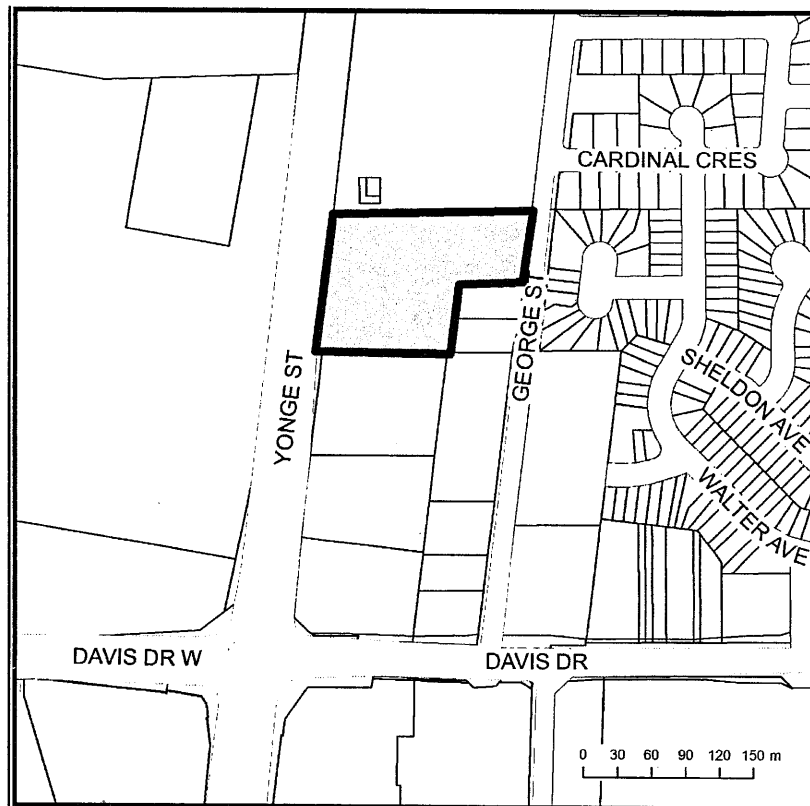 CARDINAL CRES
GEORGE ST
YONGE ST
SHELDON AVE
WALTER AVE
DAVIS DR W
DAVIS DR
0 30 60 90 120 150 m